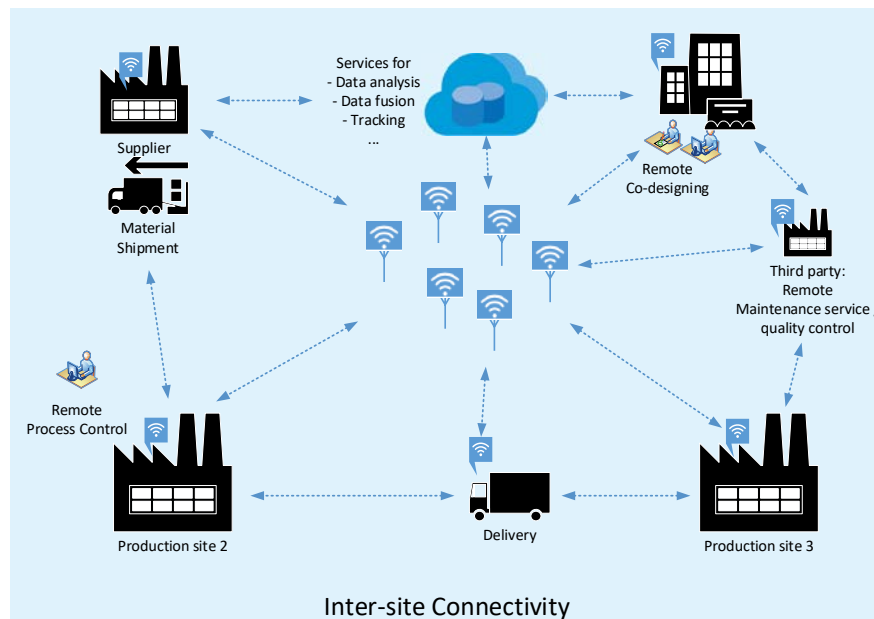 Services for
- Data analysis
- Data fusion
- Tracking
...
Supplier
Material
Shipment
Remote
Co-designing
Third party:
Remote
Maintenance service,
quality control
Remote
Process Control
Production site 2
Delivery
Production site 3
Inter-site Connectivity